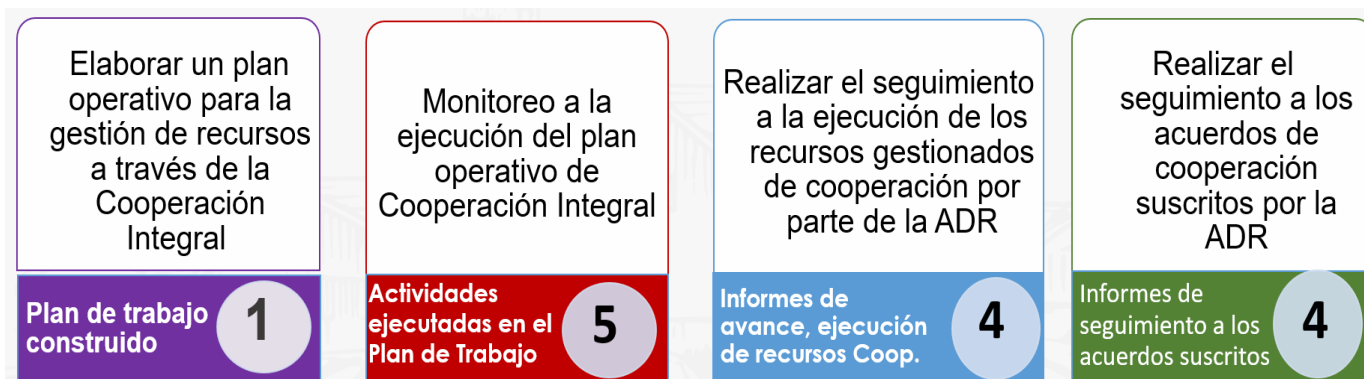 Elaborar un plan
operativo para la
gestión de recursos
a través de la
Cooperación
Integral
Plan de trabajo
construido
1
Monitoreo a la
ejecución del plan
operativo de
Cooperación Integral
Actividades
ejecutadas en el
Plan de Trabajo
5
Realizar el seguimiento
a la ejecución de los
recursos gestionados
de cooperación por
parte de la ADR
Informes de
avance, ejecución
de recursos Coop.
4
Realizar el
seguimiento a los
acuerdos de
cooperación
suscritos por la
ADR
Informes de
seguimiento a los
acuerdos suscritos
4